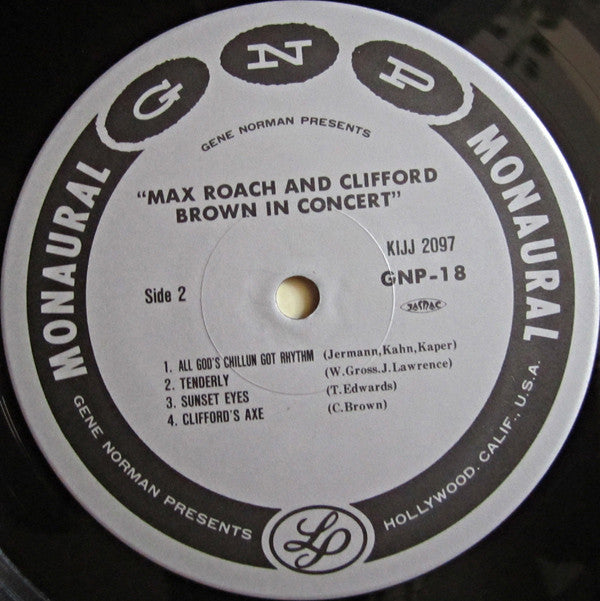 GNP
GENE NORMAN PRESENTS
"MAX ROACH AND CLIFFORD
BROWN IN CONCERT"
KIJJ 2097
Side 2
GNP-18
JASRAC
1. ALL GOD'S CHILLUN GOT RHYTHM (Jermann,Kahn,Kaper)
2. TENDERLY (W.Gross.J.Lawrence)
3. SUNSET EYES (T.Edwards)
4. CLIFFORD'S AXE (C.Brown)
MONAURAL
MONAURAL
GENE NORMAN PRESENTS
HOLLYWOOD, CALIF., U.S.A.
LP